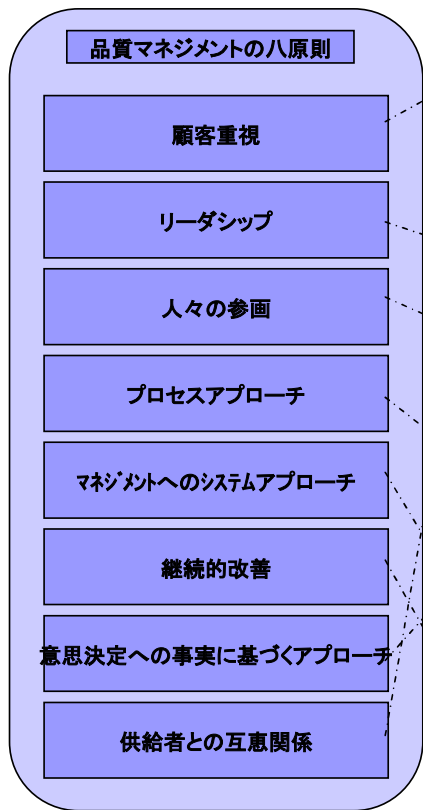 品質マネジメントの八原則
顧客重視
リーダシップ
人々の参画
プロセスアプローチ
マネジメントへのシステムアプローチ
継続的改善
意思決定への事実に基づくアプローチ
供給者との互恵関係